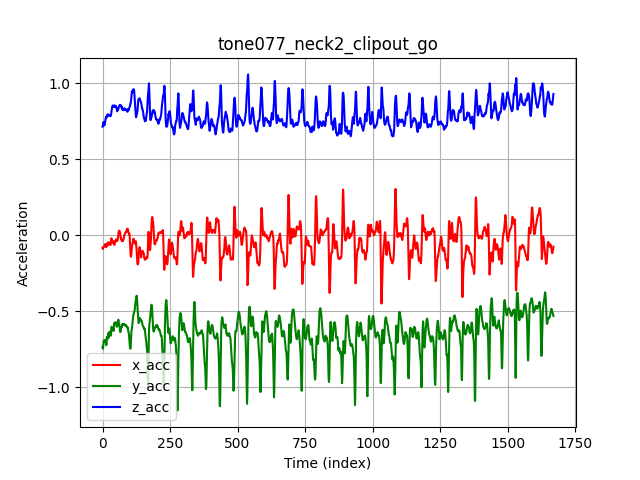 tone077_neck2_clipout_go
1.0
0.5
0.0
−0.5
−1.0
Acceleration
x_acc
y_acc
z_acc
0 250 500 750 1000 1250 1500 1750
Time (index)